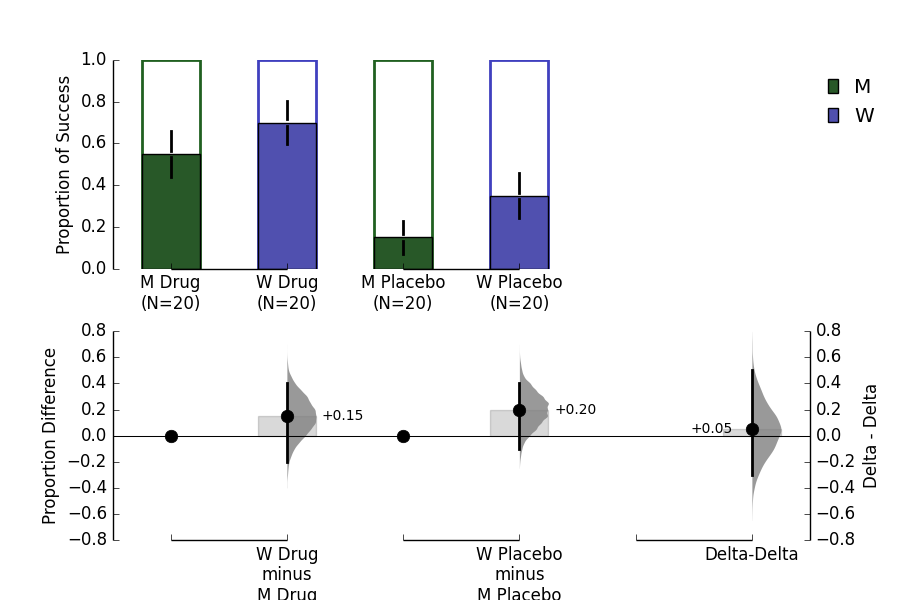 Proportion of Success
1.0
0.8
0.6
0.4
0.2
0.0
M Drug
(N=20)
W Drug
(N=20)
M Placebo
(N=20)
W Placebo
(N=20)
M
W
Proportion Difference
0.8
0.6
0.4
0.2
0.0
−0.2
−0.4
−0.6
−0.8
+0.15
+0.20
+0.05
0.8
0.6
0.4
0.2
0.0
−0.2
−0.4
−0.6
−0.8
Delta - Delta
W Drug
minus
M Drug
W Placebo
minus
M Placebo
Delta-Delta